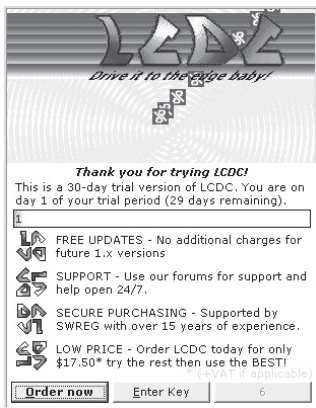 LCDC
Drive it to the edge baby!
Thank you for trying LCDC!
This is a 30-day trial version of LCDC. You are on
day 1 of your trial period (29 days remaining).
1
FREE UPDATES - No additional charges for
future 1.x versions
SUPPORT - Use our forums for support and
help open 24/7.
SECURE PURCHASING - Supported by
SWREG with over 15 years of experience.
LOW PRICE - Order LCDC today for only
$17.50* try the rest then use the BEST!
* (+VAT if applicable)
Order now
Enter Key
6